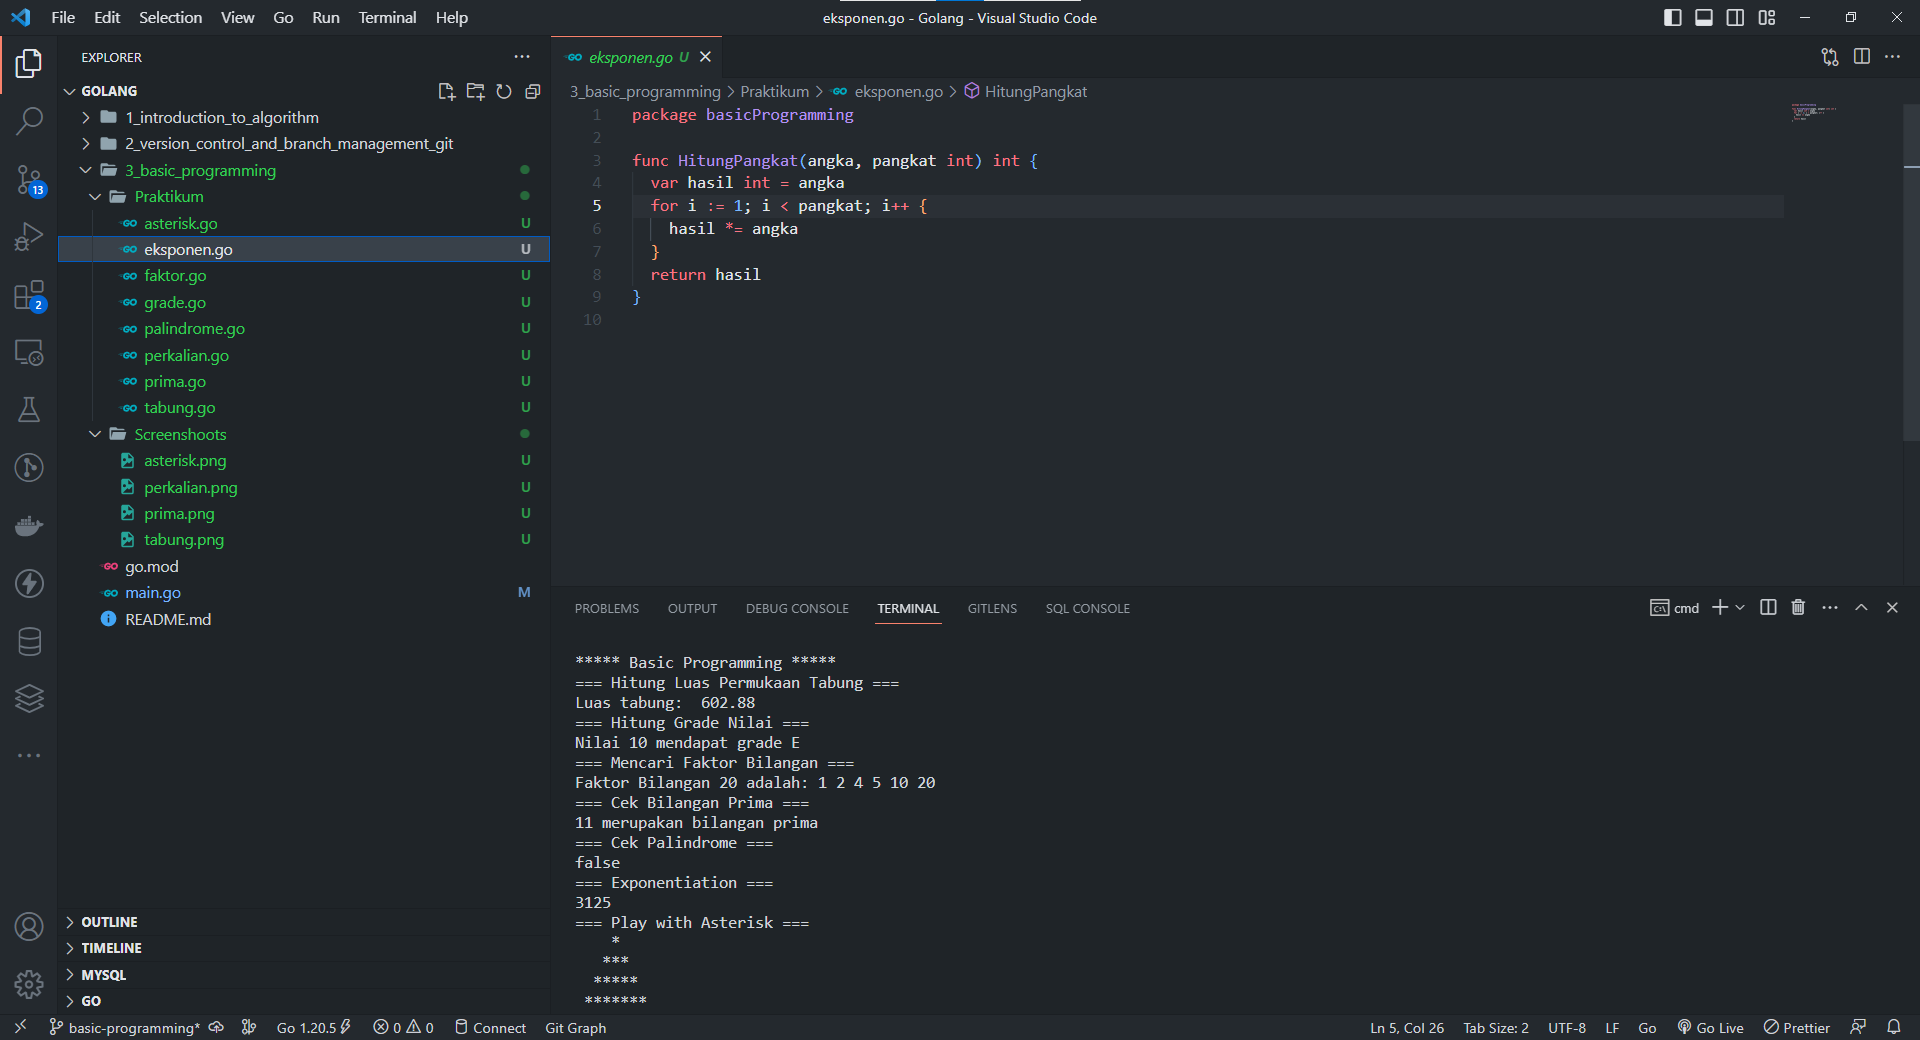 File Edit Selection View Go Run Terminal Help
eksponen.go - Golang - Visual Studio Code
EXPLORER
GOLANG
1_introduction_to_algorithm
2_version_control_and_branch_management_git
3_basic_programming
Praktikum
asterisk.go U
eksponen.go U
faktor.go U
grade.go U
palindrome.go U
perkalian.go U
prima.go U
tabung.go U
Screenshoots
asterisk.png U
perkalian.png U
prima.png U
tabung.png U
go.mod
main.go M
README.md
OUTLINE
TIMELINE
MYSQL
GO
13
2
eksponen.go U
3_basic_programming > Praktikum > eksponen.go > HitungPangkat
1 package basicProgramming
2
3 func HitungPangkat(angka, pangkat int) int {
4 var hasil int = angka
5 for i := 1; i < pangkat; i++ {
6 hasil *= angka
7 }
8 return hasil
9 }
10
PROBLEMS OUTPUT DEBUG CONSOLE TERMINAL GITLENS SQL CONSOLE
cmd
***** Basic Programming *****
=== Hitung Luas Permukaan Tabung ===
Luas tabung:  602.88
=== Hitung Grade Nilai ===
Nilai 10 mendapat grade E
=== Mencari Faktor Bilangan ===
Faktor Bilangan 20 adalah: 1 2 4 5 10 20
=== Cek Bilangan Prima ===
11 merupakan bilangan prima
=== Cek Palindrome ===
false
=== Exponentiation ===
3125
=== Play with Asterisk ===
*
***
*****
*******
basic-programming* Go 1.20.5 0 0 Connect Git Graph
Ln 5, Col 26 Tab Size: 2 UTF-8 LF Go Go Live Prettier